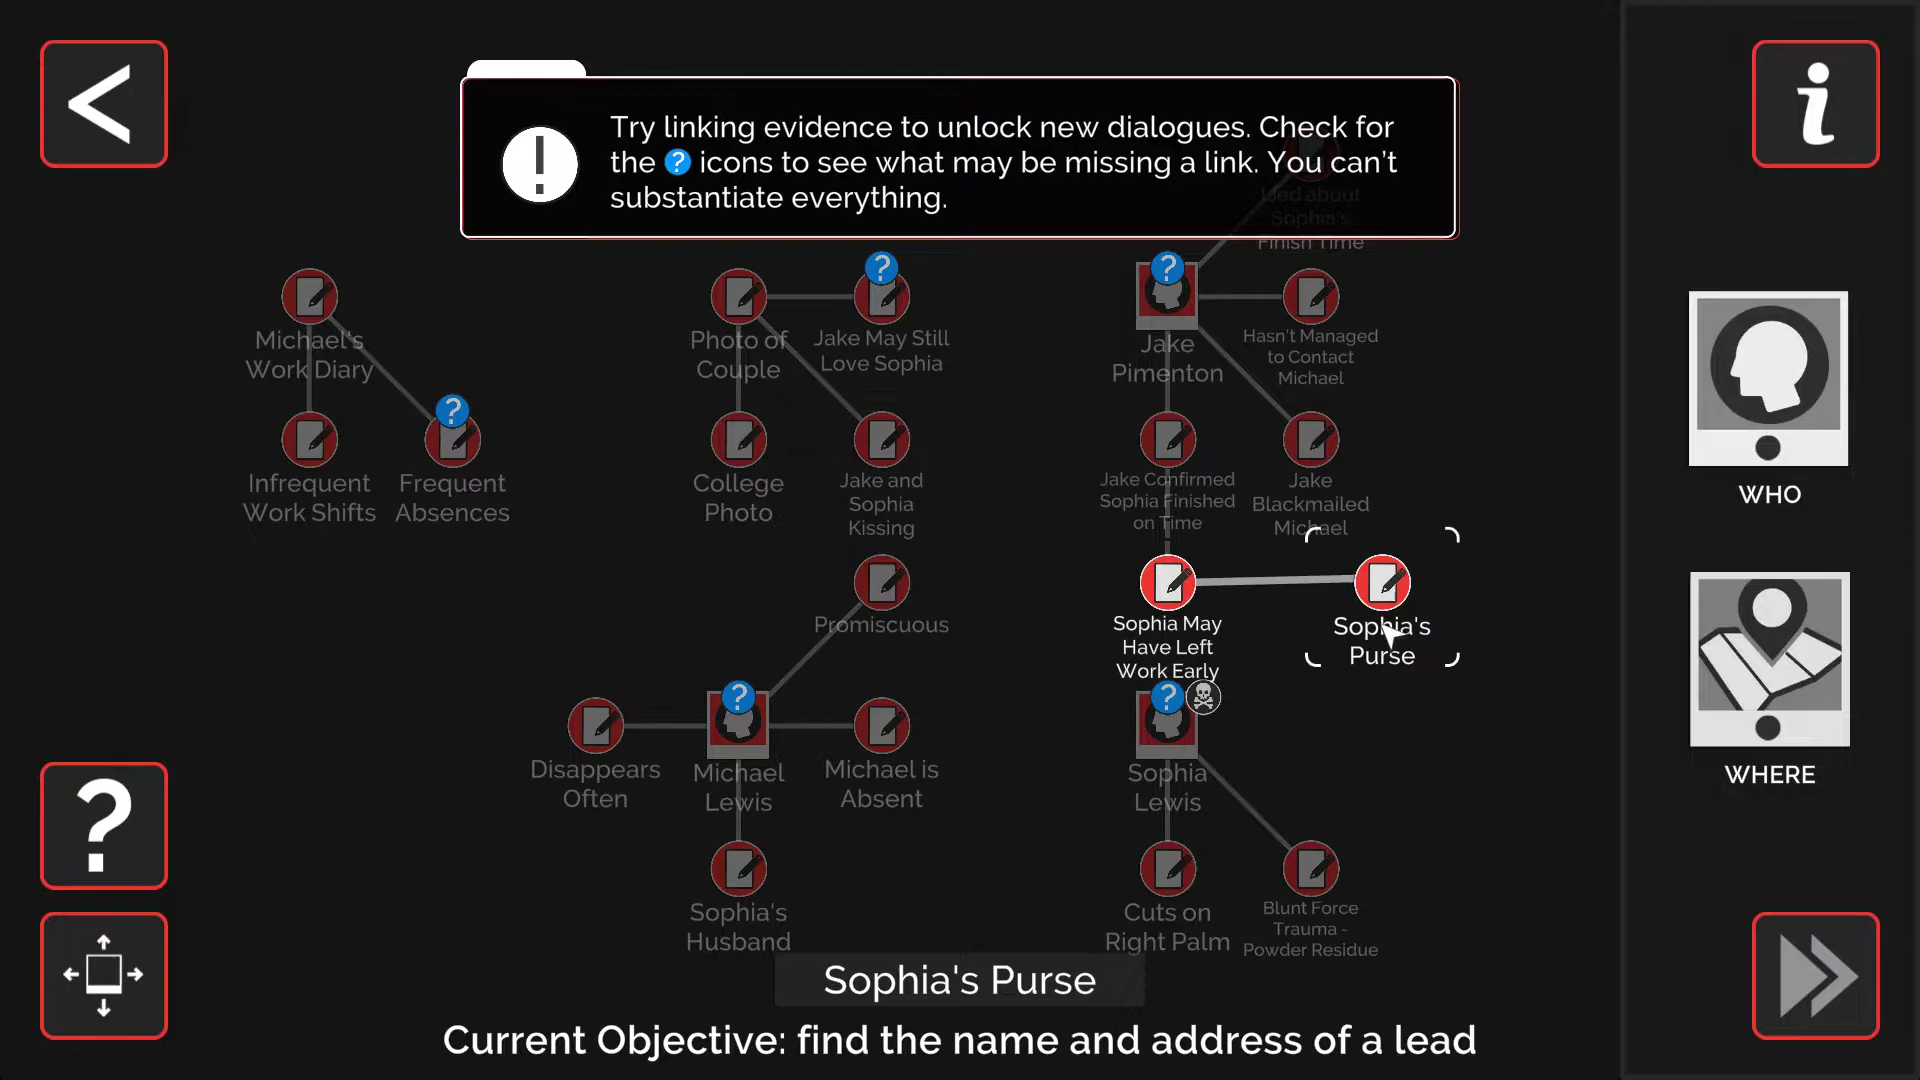 Try linking evidence to unlock new dialogues. Check for
the ? icons to see what may be missing a link. You can't
substantiate everything.
Lied about
Sophia's
Finish Time
Michael's
Work Diary
Photo of
Couple
Jake May Still
Love Sophia
Jake
Pimenton
Hasn't Managed
to Contact
Michael
Infrequent
Work Shifts
Frequent
Absences
College
Photo
Jake and
Sophia
Kissing
Jake Confirmed
Sophia Finished
on Time
Jake
Blackmailed
Michael
WHO
Promiscuous
Sophia May
Have Left
Work Early
Sophia's
Purse
Disappears
Often
Michael
Lewis
Michael is
Absent
Sophia
Lewis
WHERE
Sophia's
Husband
Cuts on
Right Palm
Blunt Force
Trauma -
Powder Residue
Sophia's Purse
Current Objective: find the name and address of a lead